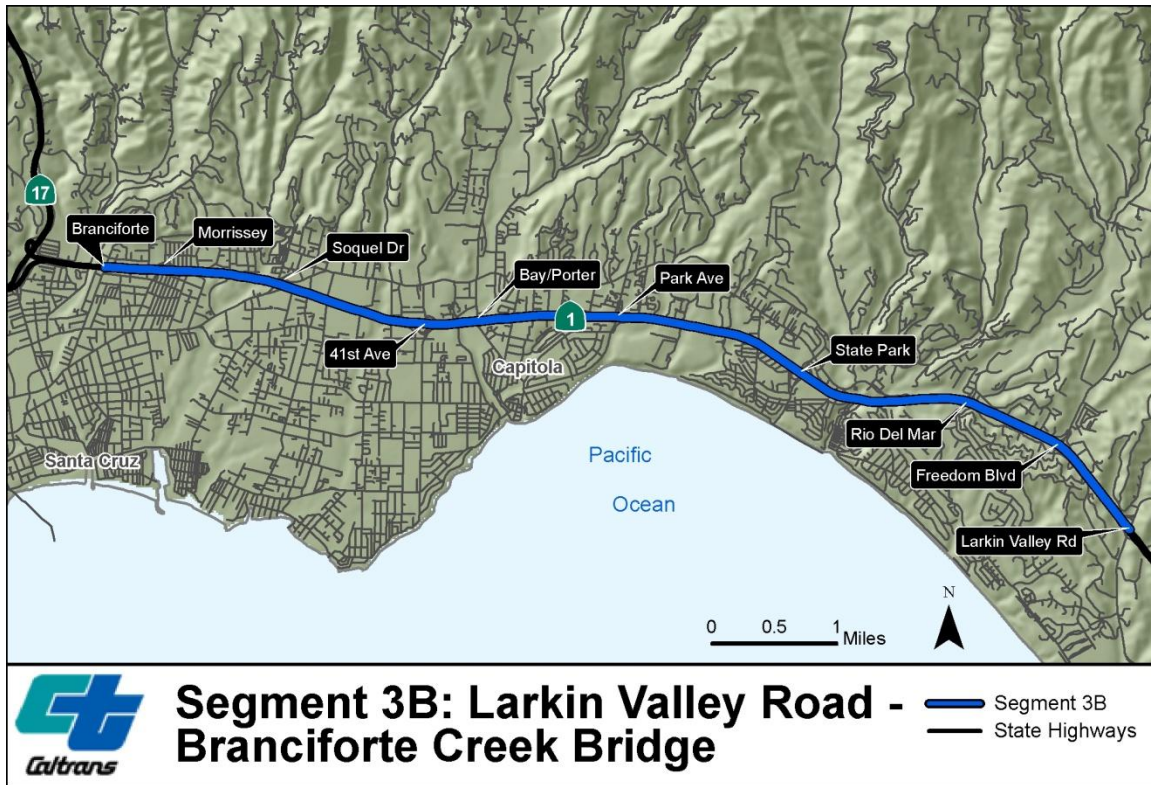 17
Branciforte
Morrissey
Soquel Dr
Bay/Porter
Park Ave
1
41st Ave
Capitola
State Park
Rio Del Mar
Freedom Blvd
Santa Cruz
Pacific
Ocean
Larkin Valley Rd
N
0 0.5 1
Miles
Caltrans
Segment 3B: Larkin Valley Road -
Branciforte Creek Bridge
Segment 3B
State Highways